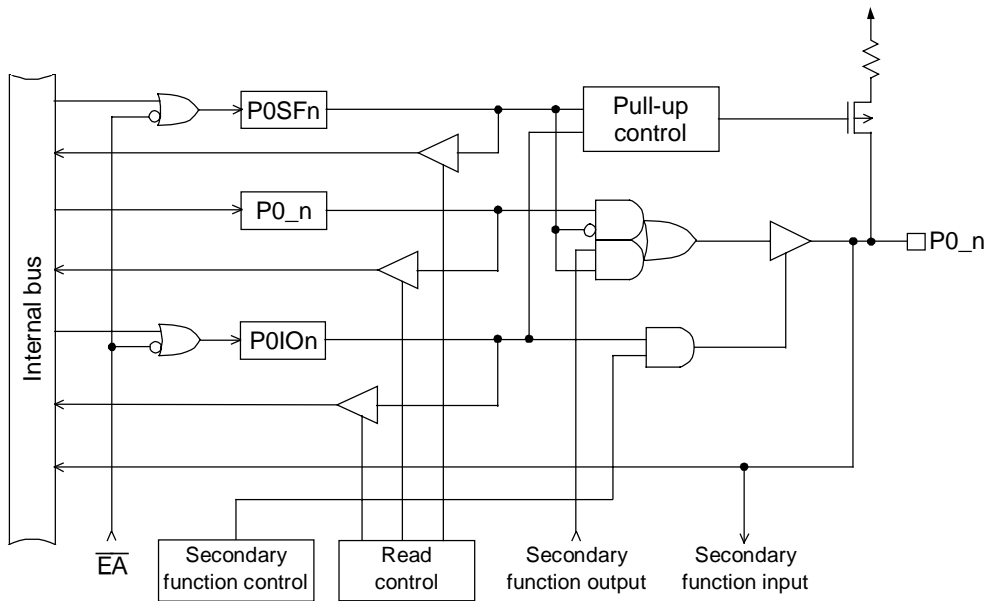 P0SFn
Pull-up
control
P0_n
P0_n
Internal bus
P0IOn
EA
Secondary
function control
Read
control
Secondary
function output
Secondary
function input